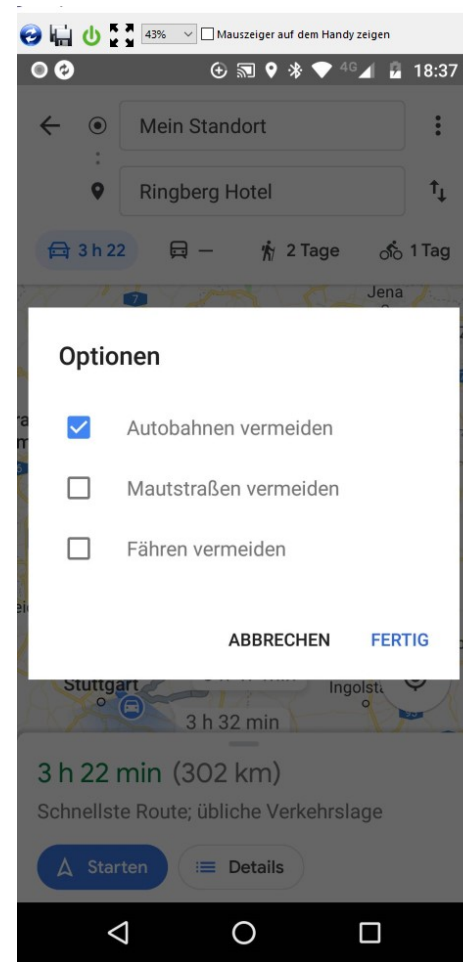 43% Mauszeiger auf dem Handy zeigen
4G 18:37
Mein Standort
Ringberg Hotel
3 h 22 — 2 Tage 1 Tag
7
Jena
Optionen
Autobahnen vermeiden
Mautstraßen vermeiden
Fähren vermeiden
ABBRECHEN FERTIG
Stuttgart
3 h 32 min
3 h 22 min (302 km)
Schnellste Route; übliche Verkehrslage
Starten Details